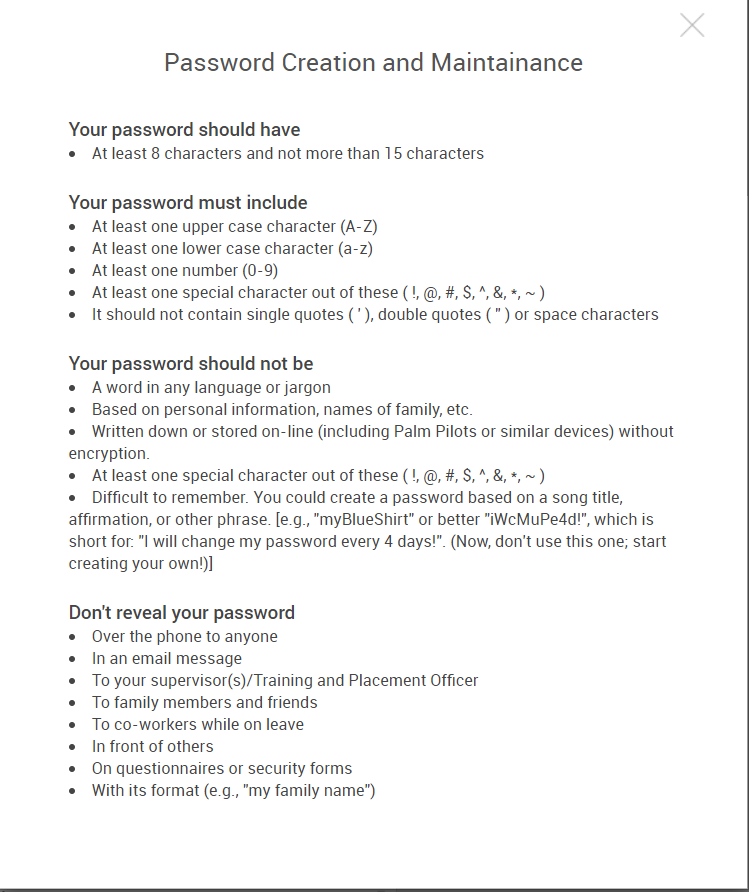 Password Creation and Maintainance
Your password should have
• At least 8 characters and not more than 15 characters
Your password must include
• At least one upper case character (A-Z)
• At least one lower case character (a-z)
• At least one number (0-9)
• At least one special character out of these ( !, @, #, $, ^, &, *, ~ )
• It should not contain single quotes ( ' ), double quotes ( " ) or space characters
Your password should not be
• A word in any language or jargon
• Based on personal information, names of family, etc.
• Written down or stored on-line (including Palm Pilots or similar devices) without
encryption.
• At least one special character out of these ( !, @, #, $, ^, &, *, ~ )
• Difficult to remember. You could create a password based on a song title,
affirmation, or other phrase. [e.g., "myBlueShirt" or better "iWcMuPe4d!", which is
short for: "I will change my password every 4 days!". (Now, don't use this one; start
creating your own!)]
Don't reveal your password
• Over the phone to anyone
• In an email message
• To your supervisor(s)/Training and Placement Officer
• To family members and friends
• To co-workers while on leave
• In front of others
• On questionnaires or security forms
• With its format (e.g., "my family name")